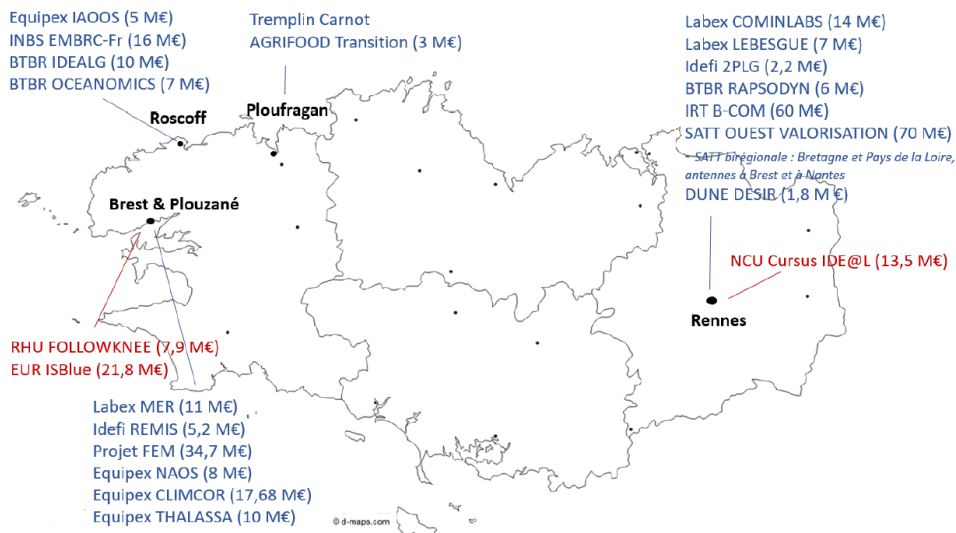 Equipex IAOOS (5 M€)
INBS EMBRC-Fr (16 M€)
BTBR IDEALG (10 M€)
BTBR OCEANOMICS (7 M€)
Tremplin Carnot
AGRIFOOD Transition (3 M€)
Labex COMINLABS (14 M€)
Labex LEBESGUE (7 M€)
Idefi 2PLG (2,2 M€)
BTBR RAPSODYN (6 M€)
IRT B-COM (60 M€)
SATT OUEST VALORISATION (70 M€)
- SATT birégionale : Bretagne et Pays de la Loire,
antennes à Brest et à Nantes
DUNE DESIR (1,8 M €)
Roscoff
Ploufragan
Brest & Plouzané
NCU Cursus IDE@L (13,5 M€)
Rennes
RHU FOLLOWKNEE (7,9 M€)
EUR ISBlue (21,8 M€)
Labex MER (11 M€)
Idefi REMIS (5,2 M€)
Projet FEM (34,7 M€)
Equipex NAOS (8 M€)
Equipex CLIMCOR (17,68 M€)
Equipex THALASSA (10 M€)
© d-maps.com